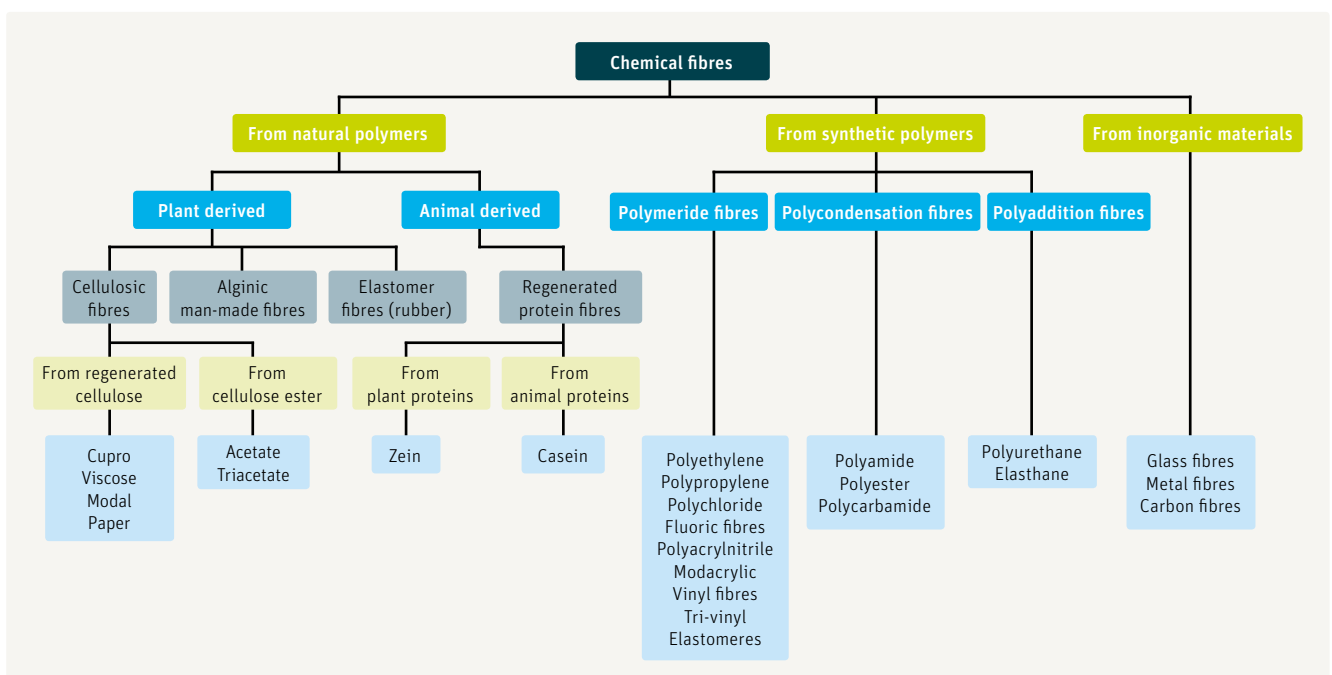 Chemical fibres
From natural polymers
From synthetic polymers
From inorganic materials
Plant derived
Animal derived
Polymeride fibres
Polycondensation fibres
Polyaddition fibres
Cellulosic
fibres
Alginic
man-made fibres
Elastomer
fibres (rubber)
Regenerated
protein fibres
From regenerated
cellulose
From
cellulose ester
From
plant proteins
From
animal proteins
Cupro
Viscose
Modal
Paper
Acetate
Triacetate
Zein
Casein
Polyethylene
Polypropylene
Polychloride
Fluoric fibres
Polyacrylnitrile
Modacrylic
Vinyl fibres
Tri-vinyl
Elastomeres
Polyamide
Polyester
Polycarbamide
Polyurethane
Elasthane
Glass fibres
Metal fibres
Carbon fibres